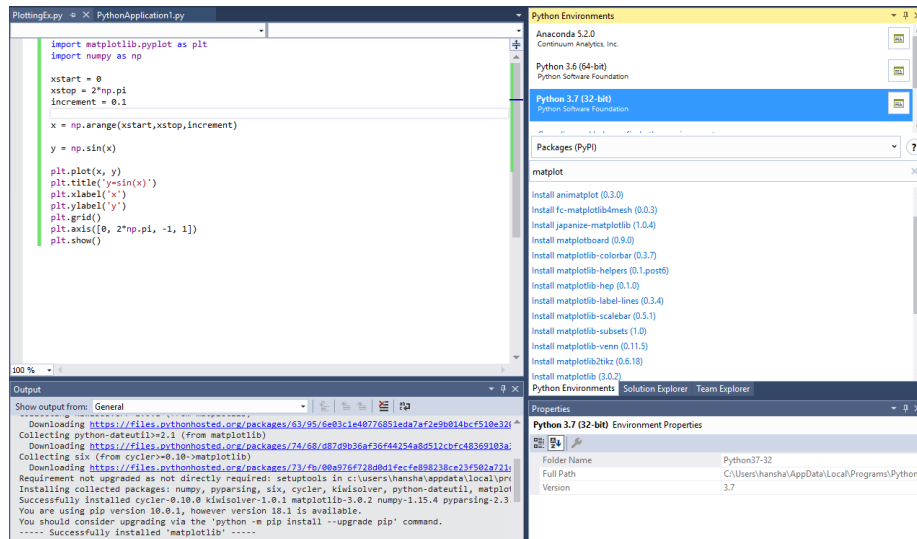 PlottingEx.py PythonApplication1.py
import matplotlib.pyplot as plt
import numpy as np
xstart = 0
xstop = 2*np.pi
increment = 0.1
x = np.arange(xstart,xstop,increment)
y = np.sin(x)
plt.plot(x, y)
plt.title('y=sin(x)')
plt.xlabel('x')
plt.ylabel('y')
plt.grid()
plt.axis([0, 2*np.pi, -1, 1])
plt.show()
100 %
Output
Show output from: General
Downloading https://files.pythonhosted.org/packages/63/95/6e03c1e40776851eda7af2e9b014bcf510e32
Collecting python-dateutil>=2.1 (from matplotlib)
Downloading https://files.pythonhosted.org/packages/74/68/d87d9b36af36f44254a8d512cbfc48369103a
Collecting six (from cycler>=0.10->matplotlib)
Downloading https://files.pythonhosted.org/packages/73/fb/00a976f728d0d1fecfe898238ce23f502a721
Requirement not upgraded as not directly required: setuptools in c:\users\hansha\appdata\local\pro
Installing collected packages: numpy, pyparsing, six, cycler, kiwisolver, python-dateutil, matplot
Successfully installed cycler-0.10.0 kiwisolver-1.0.1 matplotlib-3.0.2 numpy-1.15.4 pyparsing-2.3
You are using pip version 10.0.1, however version 18.1 is available.
You should consider upgrading via the 'python -m pip install --upgrade pip' command.
----- Successfully installed 'matplotlib' -----
Python Environments
Anaconda 5.2.0
Continuum Analytics, Inc.
Python 3.6 (64-bit)
Python Software Foundation
Python 3.7 (32-bit)
Python Software Foundation
Packages (PyPI)
?
matplot
Install animatplot (0.3.0)
Install fc-matplotlib4mesh (0.0.3)
Install japanize-matplotlib (1.0.4)
Install matplotboard (0.9.0)
Install matplotlib-colorbar (0.3.7)
Install matplotlib-helpers (0.1.post6)
Install matplotlib-hep (0.1.0)
Install matplotlib-label-lines (0.3.4)
Install matplotlib-scalebar (0.5.1)
Install matplotlib-subsets (1.0)
Install matplotlib-venn (0.11.5)
Install matplotlib2tikz (0.6.18)
Install matplotlib (3.0.2)
Python Environments Solution Explorer Team Explorer
Properties
Python 3.7 (32-bit) Environment Properties
Folder Name Python37-32
Full Path C:\Users\hansha\AppData\Local\Programs\Python
Version 3.7